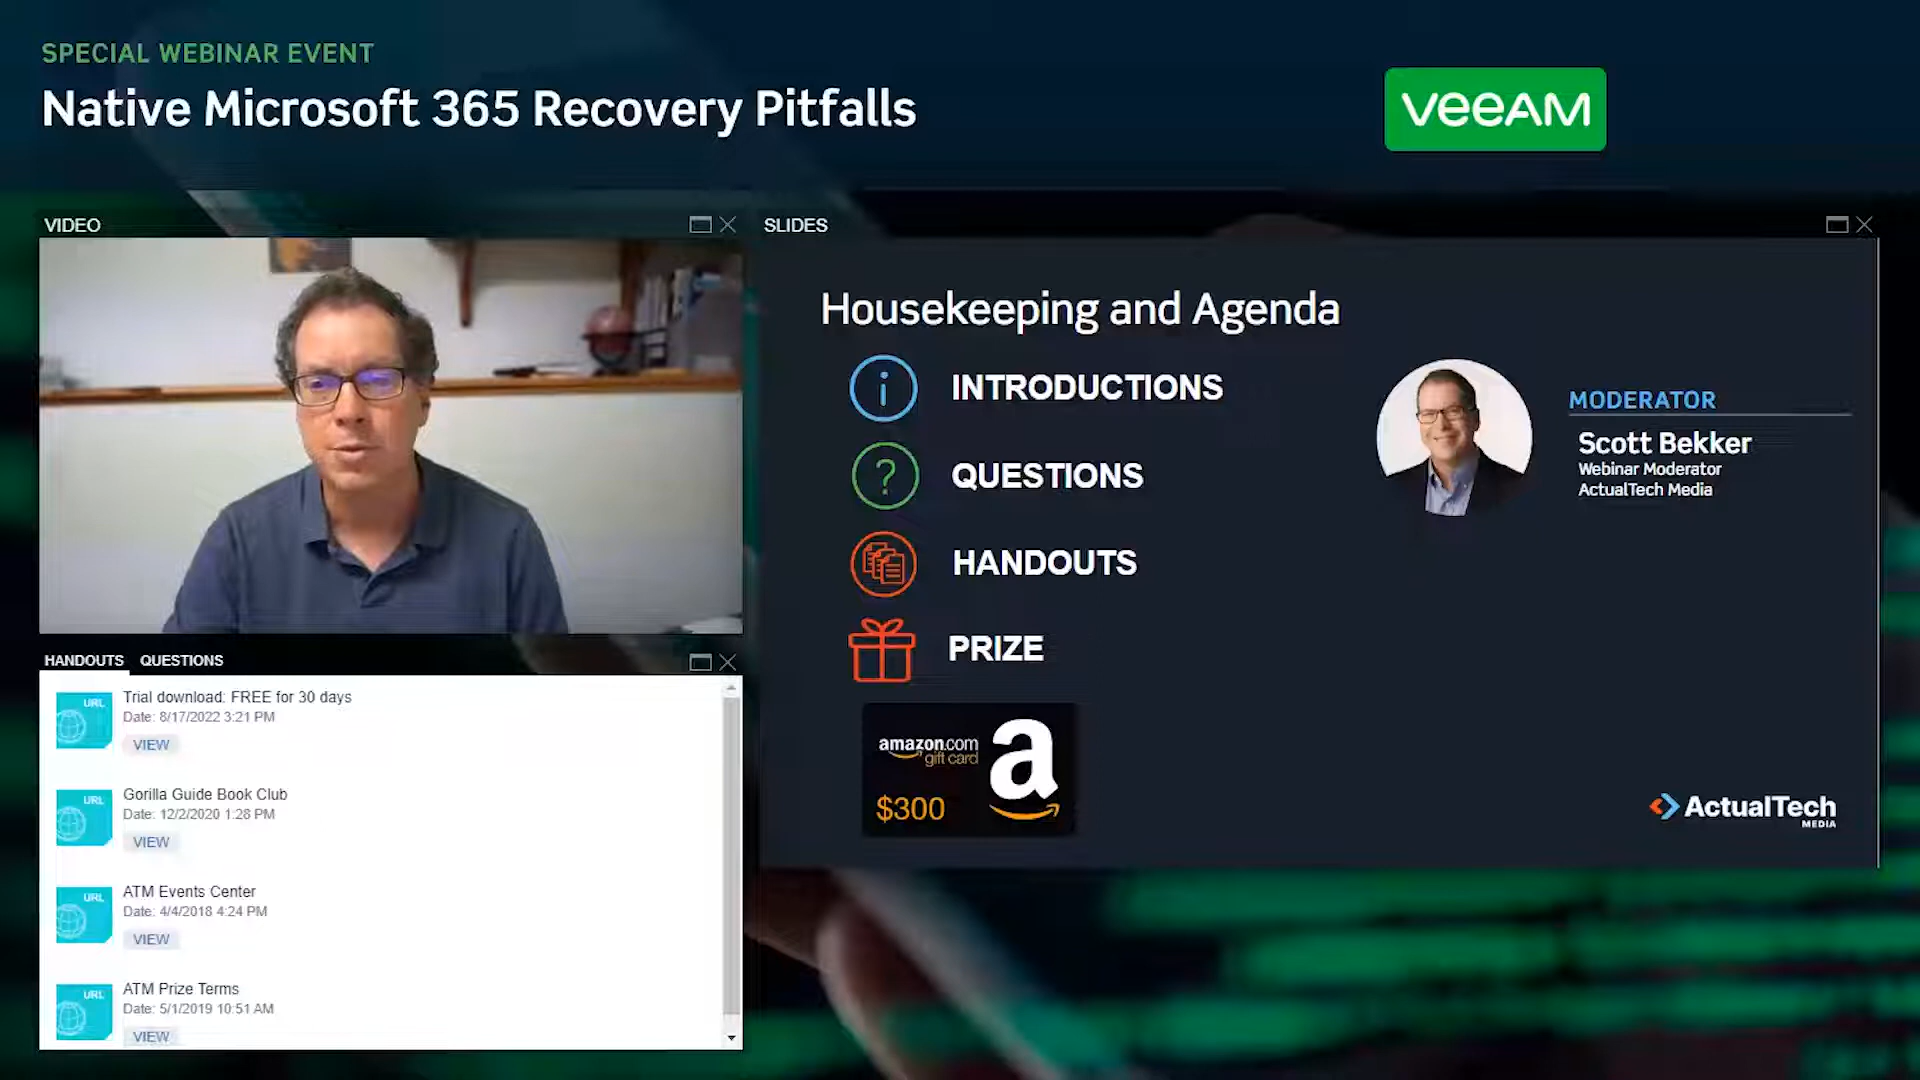 SPECIAL WEBINAR EVENT
Native Microsoft 365 Recovery Pitfalls
veeAM
VIDEO
SLIDES
Housekeeping and Agenda
INTRODUCTIONS
QUESTIONS
HANDOUTS
PRIZE
amazon.com
gift card
$300
a
MODERATOR
Scott Bekker
Webinar Moderator
ActualTech Media
ActualTech
MEDIA
HANDOUTS QUESTIONS
URL
Trial download: FREE for 30 days
Date: 8/17/2022 3:21 PM
VIEW
URL
Gorilla Guide Book Club
Date: 12/2/2020 1:28 PM
VIEW
URL
ATM Events Center
Date: 4/4/2018 4:24 PM
VIEW
URL
ATM Prize Terms
Date: 5/1/2019 10:51 AM
VIEW